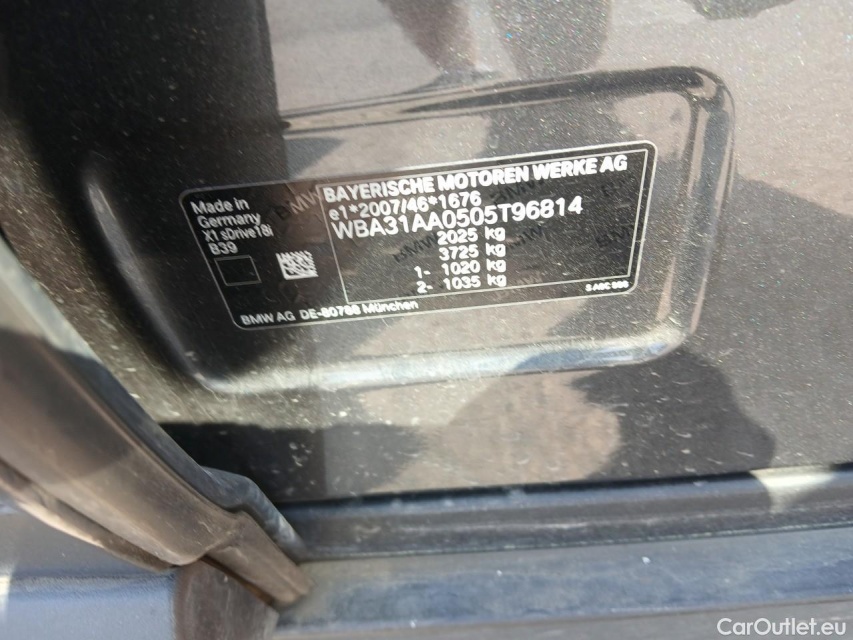 BAYERISCHE MOTOREN WERKE AG
e1*2007/46*1676
WBA31AA0505T96814
2025 kg
3725 kg
1- 1020 kg
2- 1035 kg
Made in
Germany
X1 sDrive18i
B39
BMW AG DE-80788 München
CarOutlet.eu